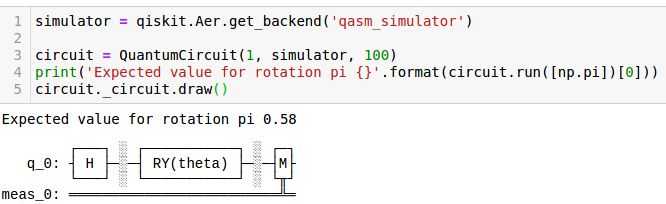 1 simulator = qiskit.Aer.get_backend('qasm_simulator')
2
3 circuit = QuantumCircuit(1, simulator, 100)
4 print('Expected value for rotation pi {}'.format(circuit.run([np.pi])[0]))
5 circuit._circuit.draw()
Expected value for rotation pi 0.58
q_0: H RY(theta) M
meas_0: